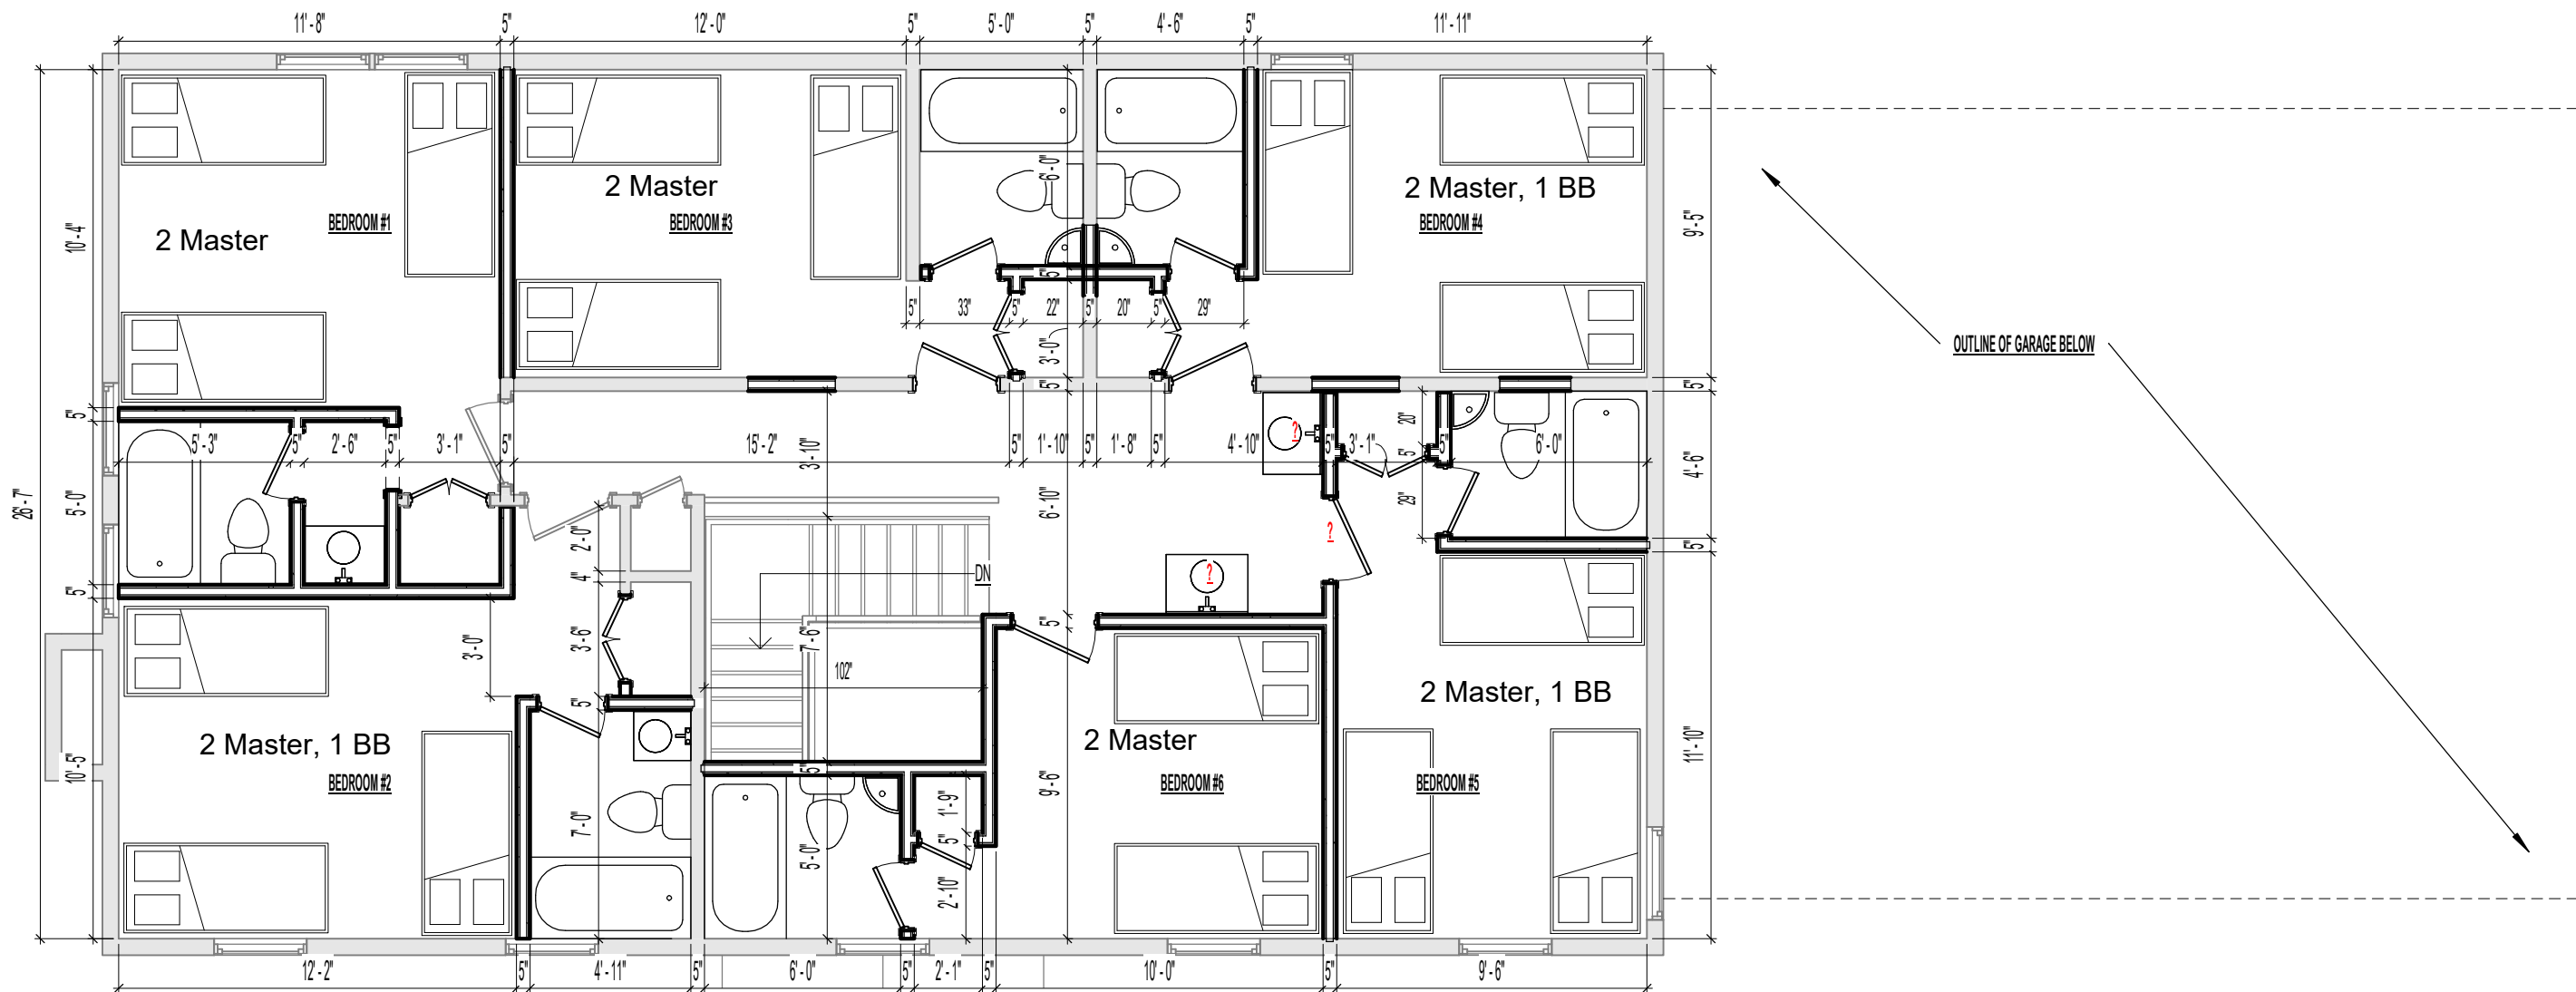 11'-8" 5" 12'-0" 5" 5'-0" 5" 4'-6" 5" 11'-11"
2 Master
BEDROOM #1
2 Master
BEDROOM #3
2 Master, 1 BB
BEDROOM #4
10'-4"
6'-0"
9'-5"
5"
5" 33" 5" 22" 5" 20" 5" 29"
3'-0"
OUTLINE OF GARAGE BELOW
5" 5" 5"
5'-3" 5" 2'-6" 5" 3'-1" 5" 15'-2" 5" 1'-10" 5" 1'-8" 5" 4'-10" 5" 3'-1" 5" 6'-0"
?
20"
5"
3'-10"
4'-6"
26'-7"
5'-0"
6'-10"
29"
?
2'-0"
5"
4"
DN
?
5"
5"
3'-0"
3'-6"
7'-6"
102"
2 Master, 1 BB
BEDROOM #2
2 Master
BEDROOM #6
2 Master, 1 BB
BEDROOM #5
5"
11'-10"
10'-5"
5"
9'-6"
1'-9"
7'-0"
5"
5'-0"
2'-10"
12'-2" 5" 4'-11" 5" 6'-0" 5" 2'-1" 5" 10'-0" 5" 9'-6"